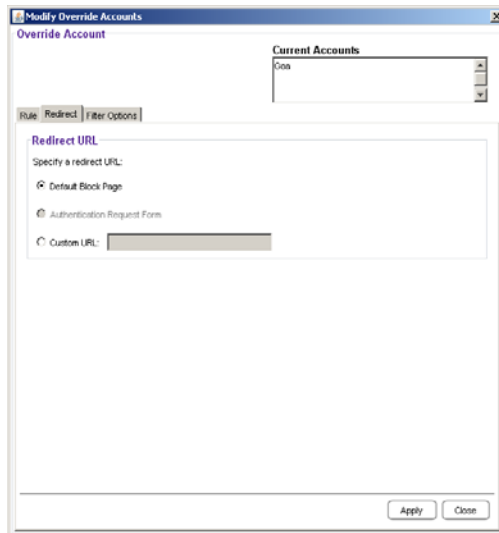 Modify Override Accounts
Override Account
Current Accounts
Goa
Rule Redirect Filter Options
Redirect URL
Specify a redirect URL:
Default Block Page
Authentication Request Form
Custom URL:
Apply Close